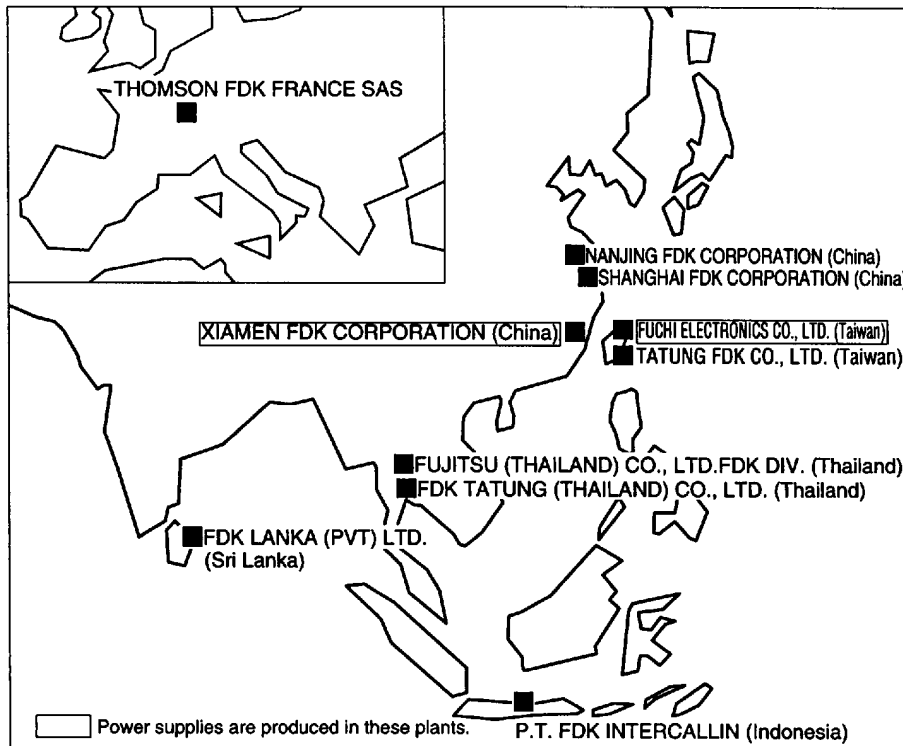 THOMSON FDK FRANCE SAS
NANJING FDK CORPORATION (China)
SHANGHAI FDK CORPORATION (China)
XIAMEN FDK CORPORATION (China)
FUCHI ELECTRONICS CO., LTD. (Taiwan)
TATUNG FDK CO., LTD. (Taiwan)
FUJITSU (THAILAND) CO., LTD.FDK DIV. (Thailand)
FDK TATUNG (THAILAND) CO., LTD. (Thailand)
FDK LANKA (PVT) LTD.
(Sri Lanka)
Power supplies are produced in these plants.
P.T. FDK INTERCALLIN (Indonesia)